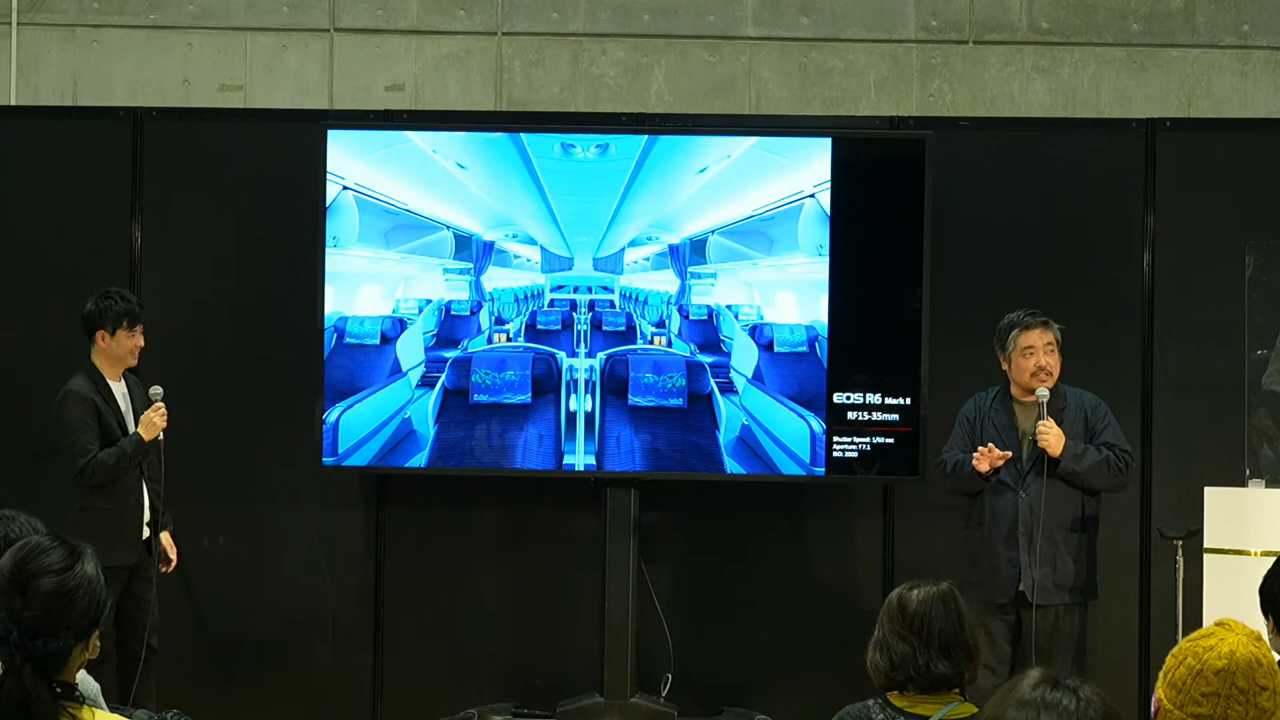 EOS R6 Mark II
RF15-35mm
Shutter Speed: 1/60 sec
Aperture: F7.1
ISO: 2000